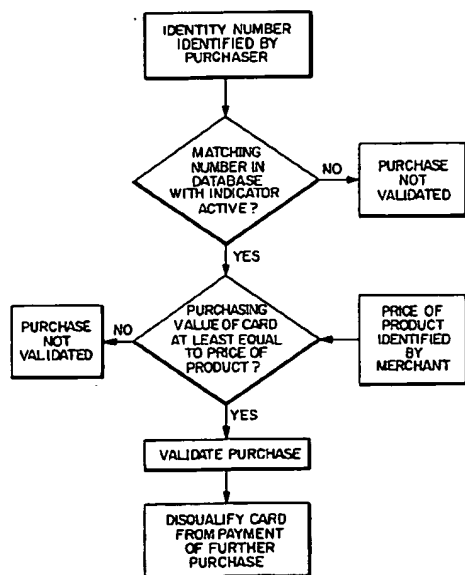 IDENTITY NUMBER
IDENTIFIED BY
PURCHASER
MATCHING
NUMBER IN
DATABASE
WITH INDICATOR
ACTIVE ?
NO
PURCHASE
NOT
VALIDATED
YES
PURCHASING
VALUE OF CARD
AT LEAST EQUAL
TO PRICE OF
PRODUCT ?
NO
PURCHASE
NOT
VALIDATED
PRICE OF
PRODUCT
IDENTIFIED
BY
MERCHANT
YES
VALIDATE PURCHASE
DISQUALIFY CARD
FROM PAYMENT
OF FURTHER
PURCHASE